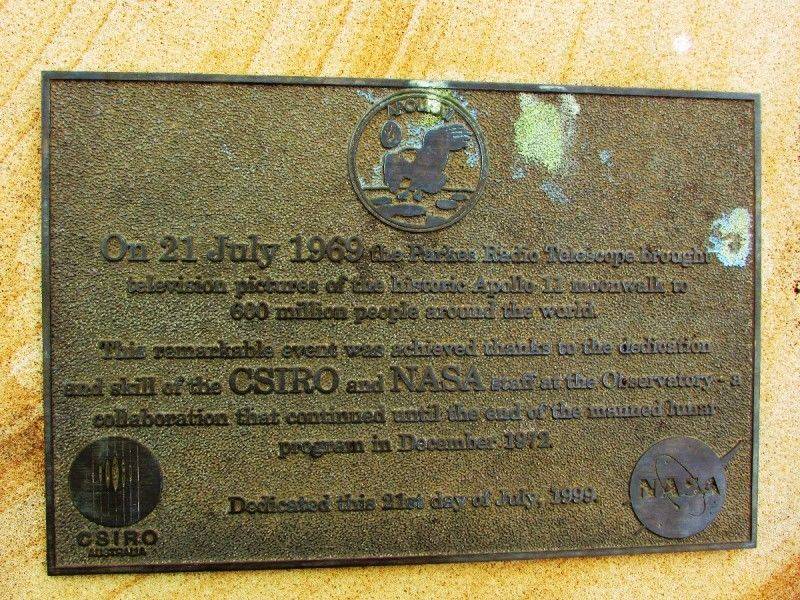 APOLLO 11
On 21 July 1969 the Parkes Radio Telescope brought
television pictures of the historic Apollo 11 moonwalk to
600 million people around the world.
This remarkable event was achieved thanks to the dedication
and skill of the CSIRO and NASA staff at the Observatory - a
collaboration that continued until the end of the manned lunar
program in December 1972.
Dedicated this 21st day of July, 1999.
CSIRO
AUSTRALIA
NASA